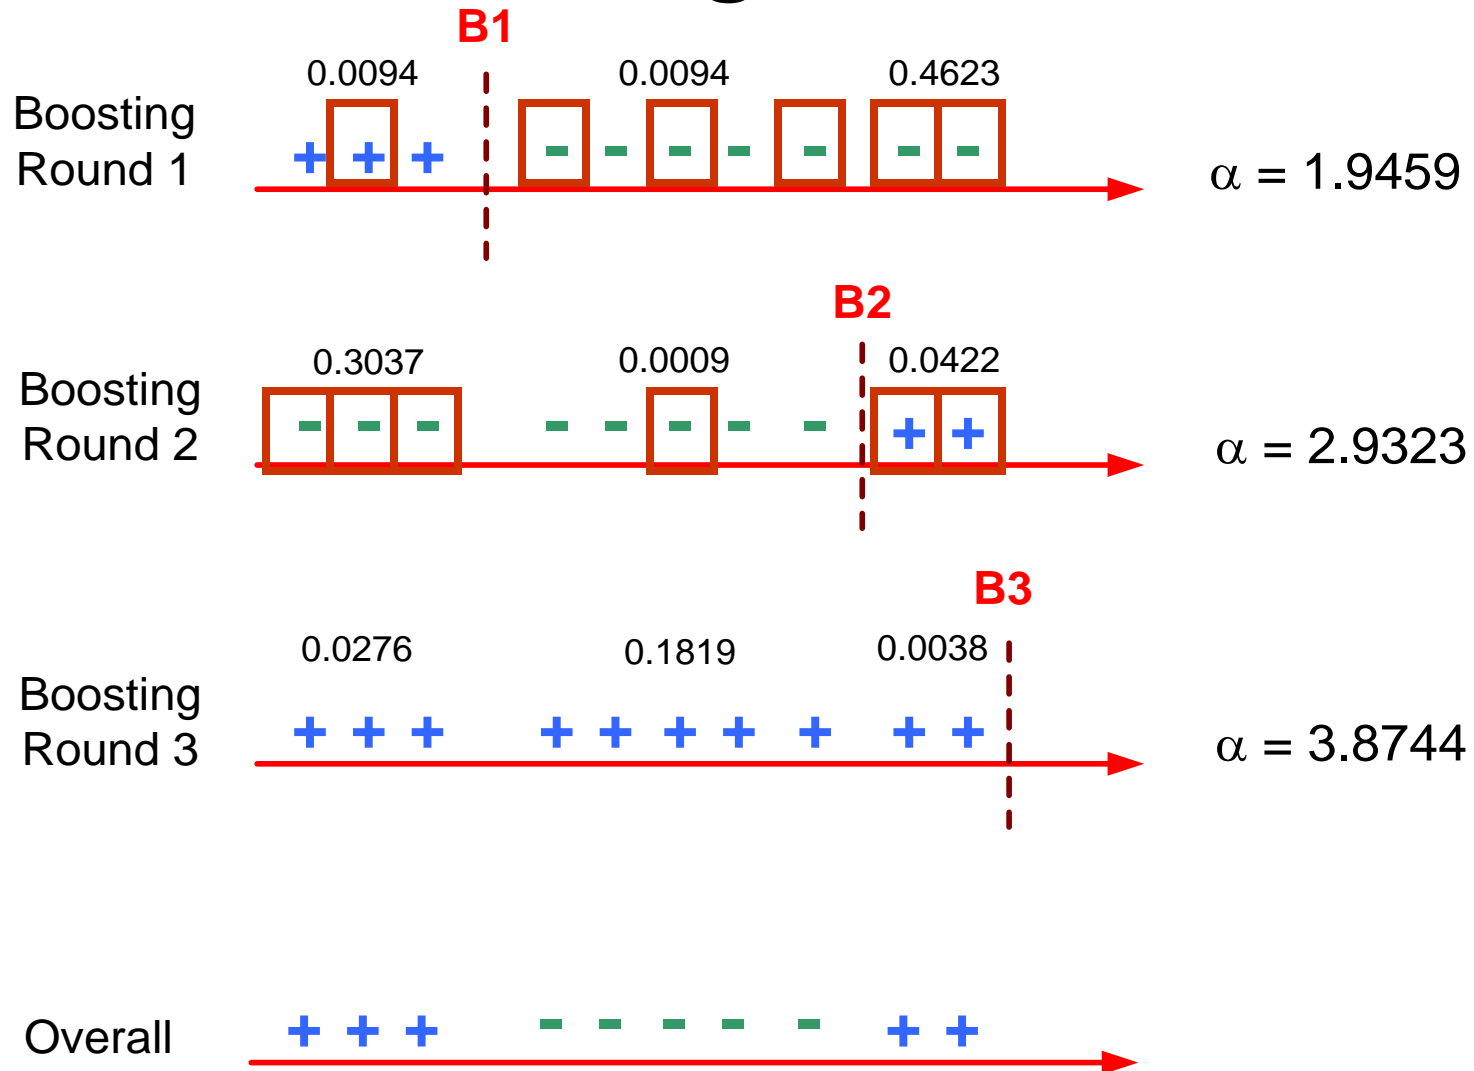 B1
0.0094 0.0094 0.4623
Boosting
Round 1
+ + + - - - - - - -
α = 1.9459
B2
0.3037 0.0009 0.0422
Boosting
Round 2
- - - - - - - - + +
α = 2.9323
B3
0.0276 0.1819 0.0038
Boosting
Round 3
+ + + + + + + + + +
α = 3.8744
Overall
+ + + - - - - - + +